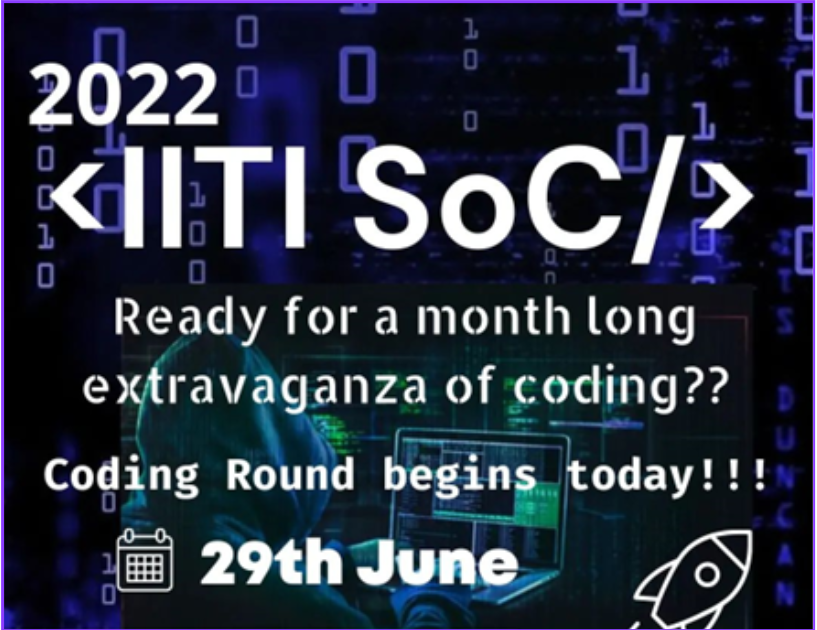 2022
<IITI SoC/>
Ready for a month long
extravaganza of coding??
Coding Round begins today!!!
29th June